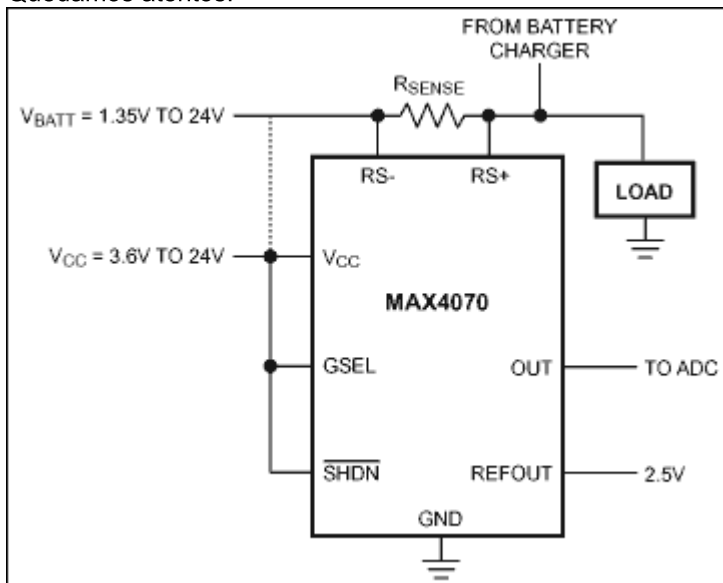 Quedamos atentos.
FROM BATTERY
CHARGER
RSENSE
VBATT = 1.35V TO 24V
RS-
RS+
LOAD
VCC = 3.6V TO 24V
VCC
MAX4070
GSEL
OUT
TO ADC
SHDN
REFOUT
2.5V
GND